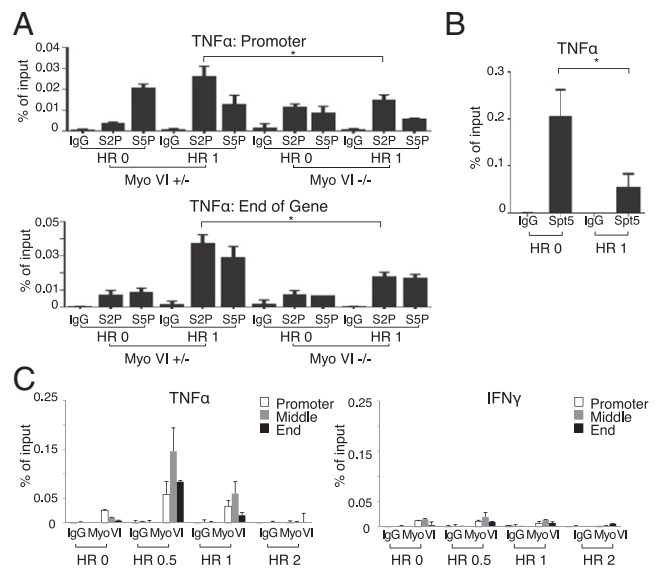 A
TNFα: Promoter
*
% of input
0.04
0.03
0.02
0.01
0
IgG S2P S5P IgG S2P S5P IgG S2P S5P IgG S2P S5P
HR 0 HR 1 HR 0 HR 1
Myo VI +/- Myo VI -/-
TNFα: End of Gene
*
% of input
0.05
0.03
0.01
0
IgG S2P S5P IgG S2P S5P IgG S2P S5P IgG S2P S5P
HR 0 HR 1 HR 0 HR 1
Myo VI +/- Myo VI -/-
B
TNFα
*
% of input
0.3
0.2
0.1
0
IgG Spt5 IgG Spt5
HR 0 HR 1
C
TNFα
Promoter
Middle
End
% of input
0.25
0.15
0.05
0
IgG Myo VI IgG Myo VI IgG Myo VI IgG Myo VI
HR 0 HR 0.5 HR 1 HR 2
IFNγ
Promoter
Middle
End
% of input
0.25
0.15
0.05
0
IgG Myo VI IgG Myo VI IgG Myo VI IgG Myo VI
HR 0 HR 0.5 HR 1 HR 2